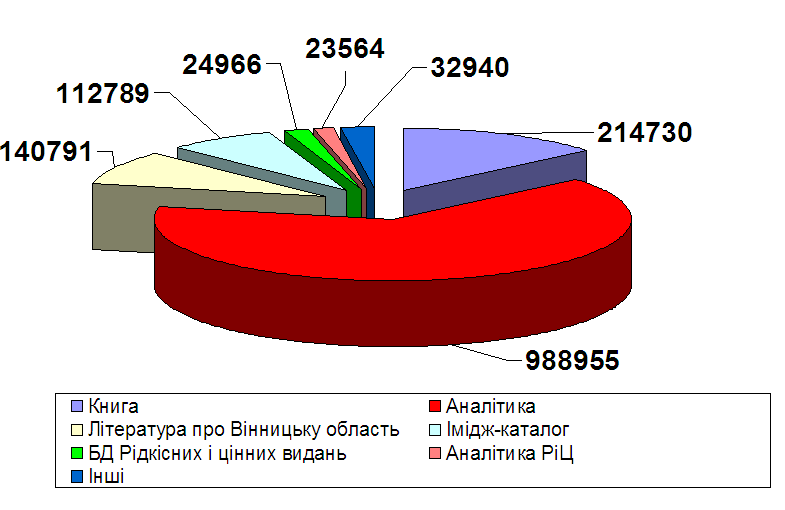 23564
24966
32940
112789
214730
140791
988955
Книга
Аналітика
Література про Вінницьку область
Імідж-каталог
БД Рідкісних і цінних видань
Аналітика РіЦ
Інші